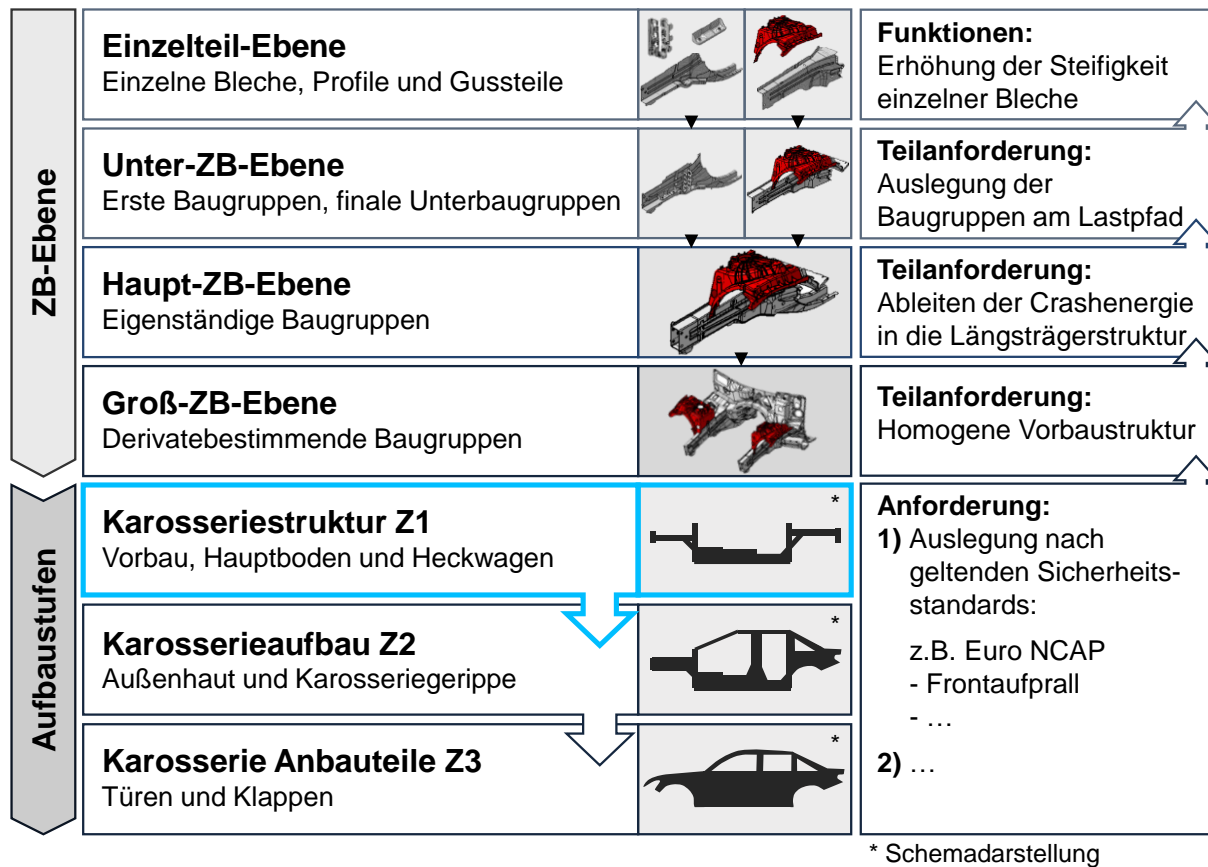 ZB-Ebene
Einzelteil-Ebene
Einzelne Bleche, Profile und Gussteile
Funktionen:
Erhöhung der Steifigkeit
einzelner Bleche
Unter-ZB-Ebene
Erste Baugruppen, finale Unterbaugruppen
Teilanforderung:
Auslegung der
Baugruppen am Lastpfad
Haupt-ZB-Ebene
Eigenständige Baugruppen
Teilanforderung:
Ableiten der Crashenergie
in die Längsträgerstruktur
Groß-ZB-Ebene
Derivatebestimmende Baugruppen
Teilanforderung:
Homogene Vorbaustruktur
Aufbaustufen
Karosseriestruktur Z1
Vorbau, Hauptboden und Heckwagen
*
Karosserieaufbau Z2
Außenhaut und Karosseriegerippe
*
Karosserie Anbauteile Z3
Türen und Klappen
*
Anforderung:
1) Auslegung nach
geltenden Sicherheits-
standards:
z.B. Euro NCAP
- Frontaufprall
- …
2) …
* Schemadarstellung